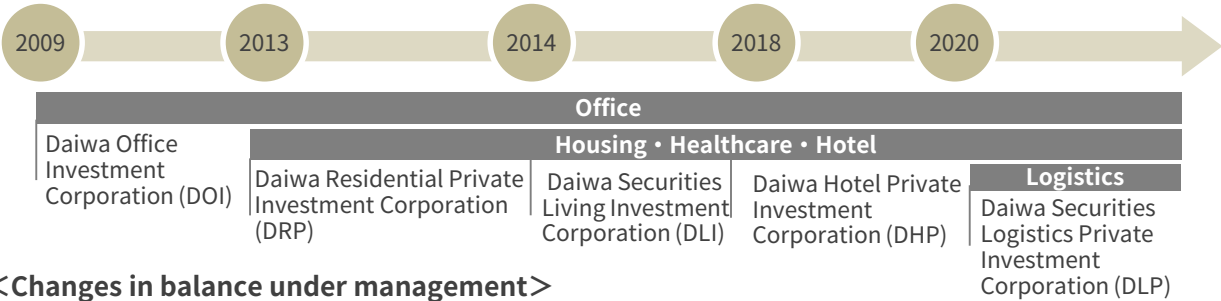 2009
2013
2014
2018
2020
Office
Daiwa Office
Investment
Corporation (DOI)
Housing・Healthcare・Hotel
Daiwa Residential Private
Investment Corporation
(DRP)
Daiwa Securities
Living Investment
Corporation (DLI)
Daiwa Hotel Private
Investment
Corporation (DHP)
Logistics
Daiwa Securities
Logistics Private
Investment
Corporation (DLP)
<Changes in balance under management>